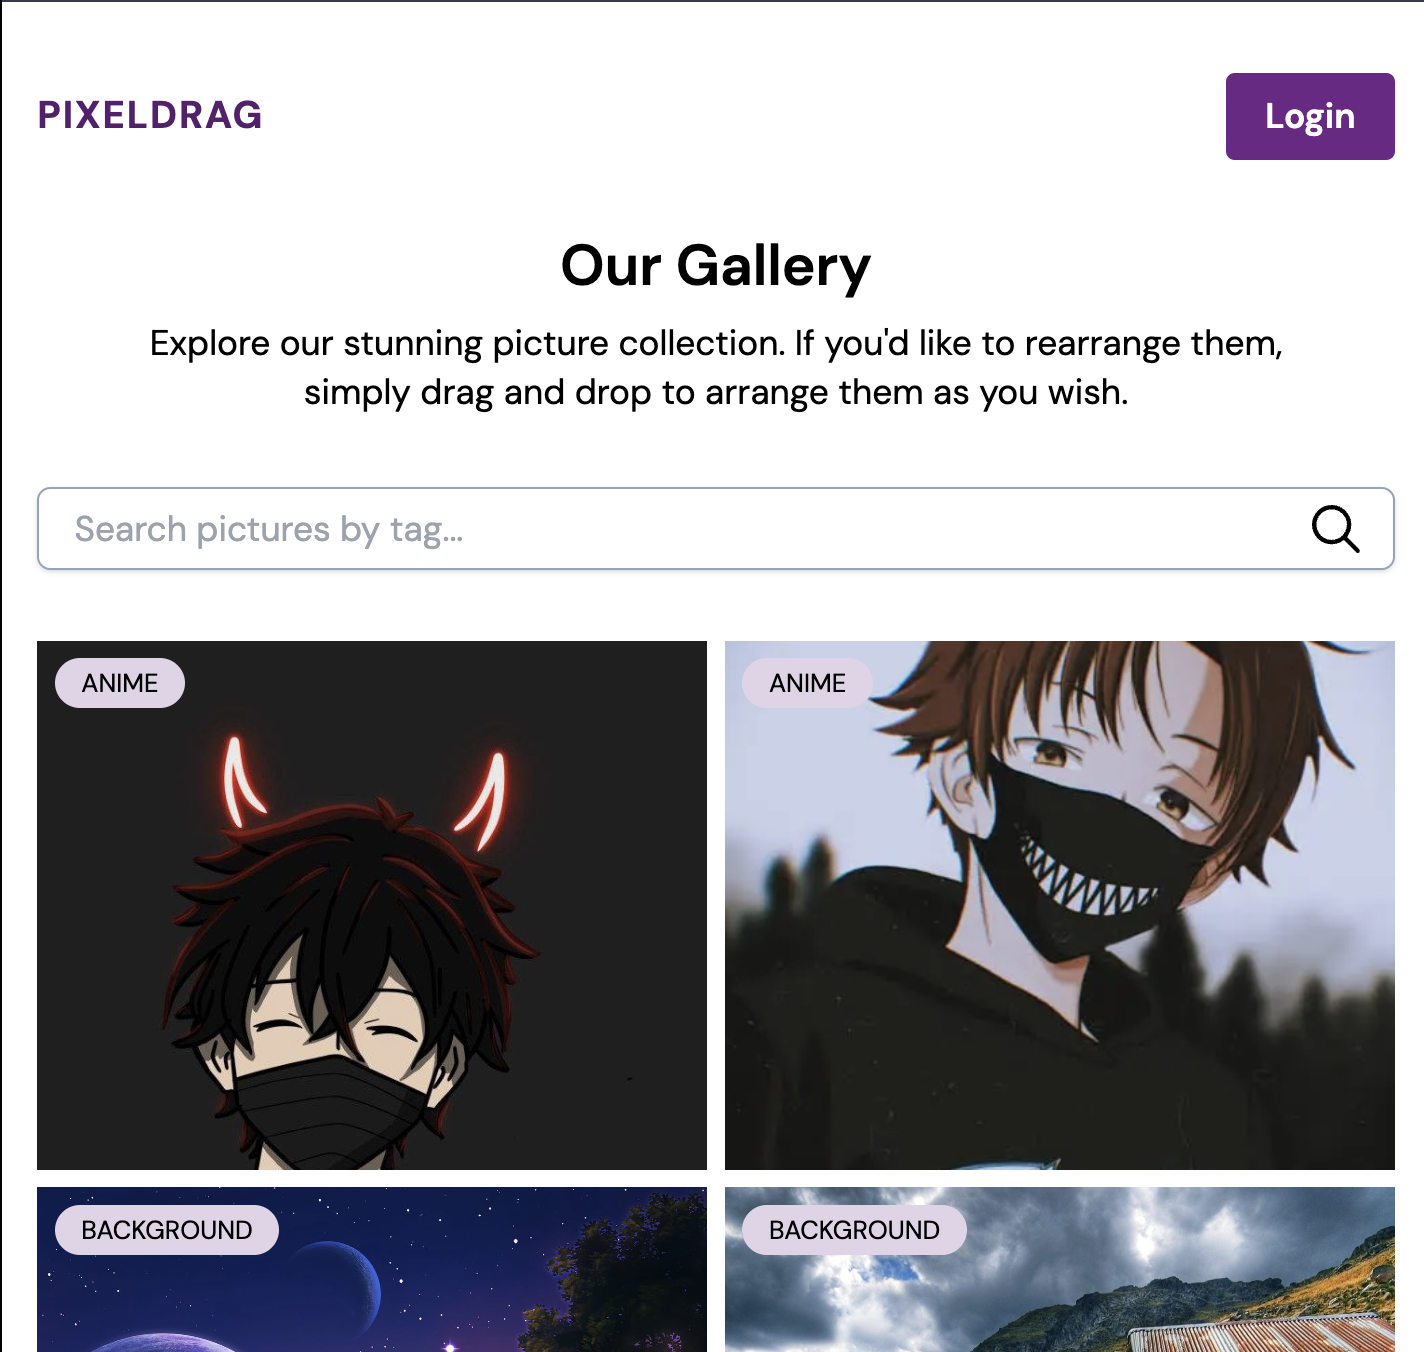 PIXELDRAG
Login
Our Gallery
Explore our stunning picture collection. If you'd like to rearrange them,
simply drag and drop to arrange them as you wish.
Search pictures by tag...
ANIME
ANIME
BACKGROUND
BACKGROUND